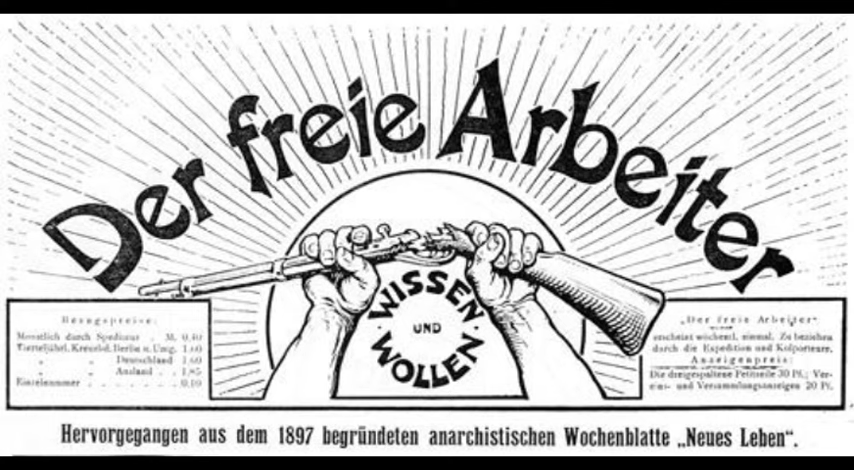 Der freie Arbeiter
WISSEN
UND
WOLLEN
Bezugspreise:
Monatlich durch Spediteur . M. 0,40
Vierteljährl. Kreuzbd. Berlin u. Umg. 1.60
" " Deutschland 1.60
" " Ausland . . 1,85
Einzelnummer . . . . . . . 0.10
„Der freie Arbeiter"
erscheint wöchentl. einmal. Zu beziehen
durch die Expedition und Kolporteure.
Anzeigenpreis:
Die dreigespaltene Petitzeile 30 Pf.; Ver-
eins- und Versammlungsanzeigen 20 Pf.
Hervorgegangen aus dem 1897 begründeten anarchistischen Wochenblatte „Neues Leben".